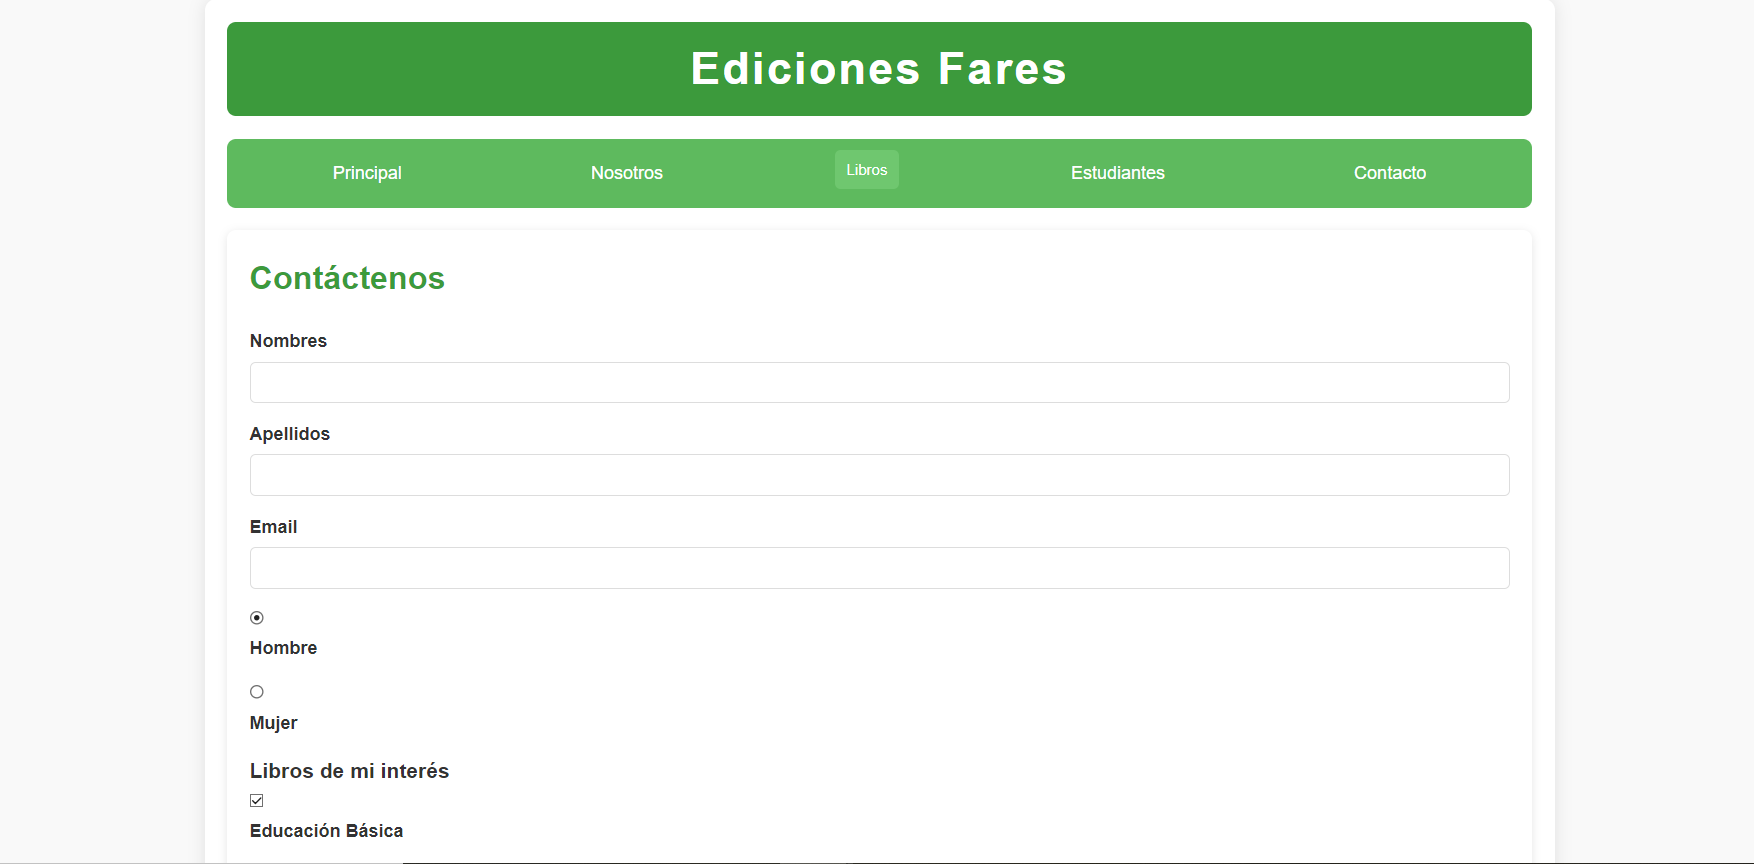 Ediciones Fares
Principal Nosotros Libros Estudiantes Contacto
Contáctenos
Nombres
Apellidos
Email
Hombre
Mujer
Libros de mi interés
Educación Básica